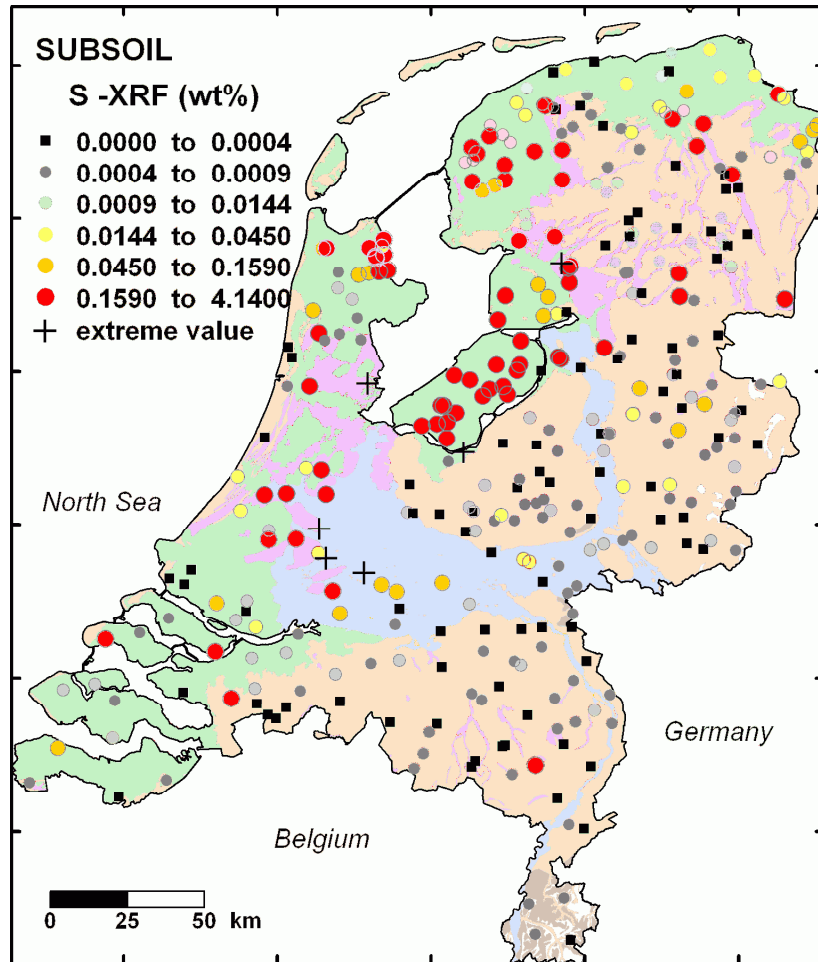 SUBSOIL
S -XRF (wt%)
0.0000 to 0.0004
0.0004 to 0.0009
0.0009 to 0.0144
0.0144 to 0.0450
0.0450 to 0.1590
0.1590 to 4.1400
extreme value
North Sea
Germany
Belgium
0 25 50 km